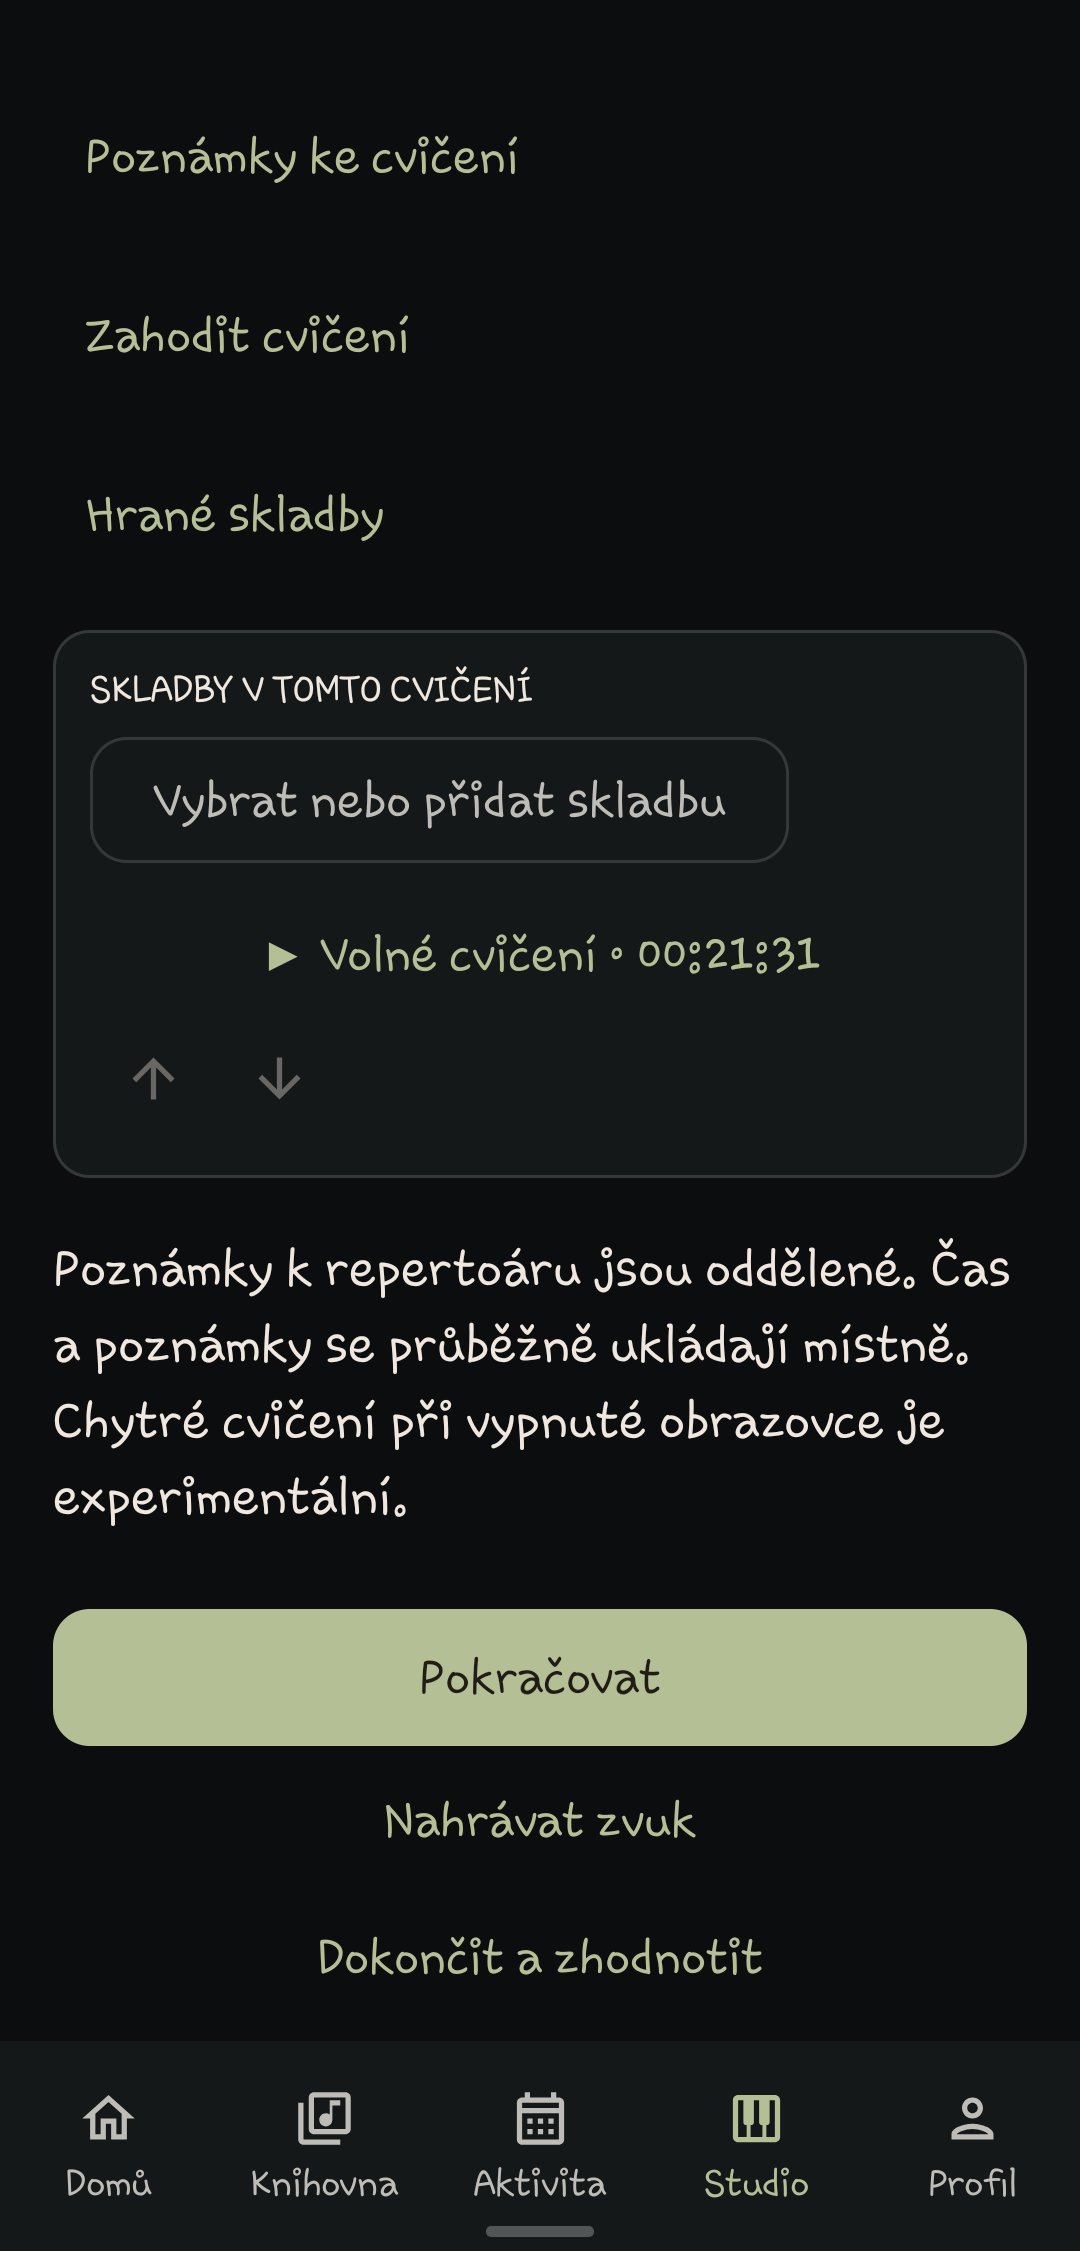 Poznámky ke cvičení
Zahodit cvičení
Hrané skladby
SKLADBY V TOMTO CVIČENÍ
Vybrat nebo přidat skladbu
▶ Volné cvičení • 00:21:31
Poznámky k repertoáru jsou oddělené. Čas
a poznámky se průběžně ukládají místně.
Chytré cvičení při vypnuté obrazovce je
experimentální.
Pokračovat
Nahrávat zvuk
Dokončit a zhodnotit
Domů
Knihovna
Aktivita
Studio
Profil